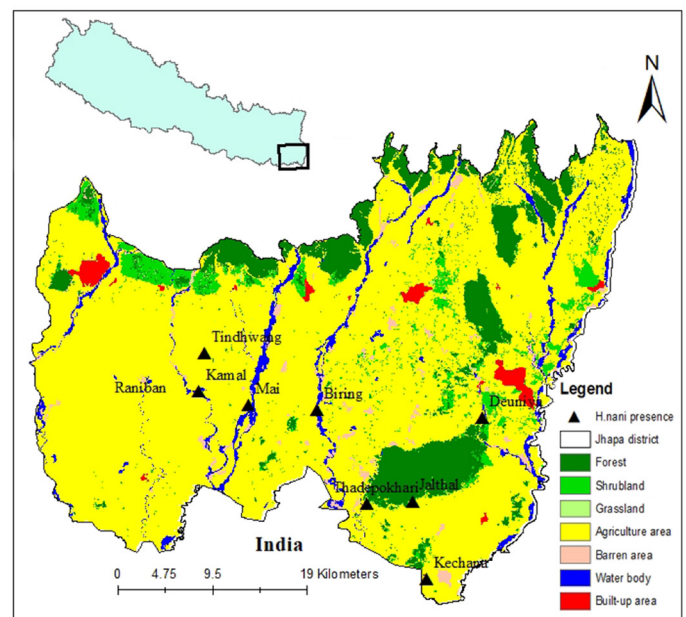 N
Tindhwang
Kamal
Raniban
Mai
Biring
Deuniya
Thadepokhari
Jalthal
India
Kechana
0 4.75 9.5 19 Kilometers
Legend
H.nani presence
Jhapa district
Forest
Shrubland
Grassland
Agriculture area
Barren area
Water body
Built-up area